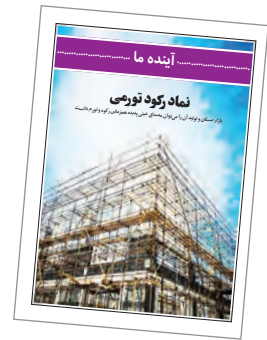 آینده ما
نماد رکود تورمی
بازار مسکن و تولید آن را می‌توان مصداق عینی پدیده همزمانی رکود و تورم دانست